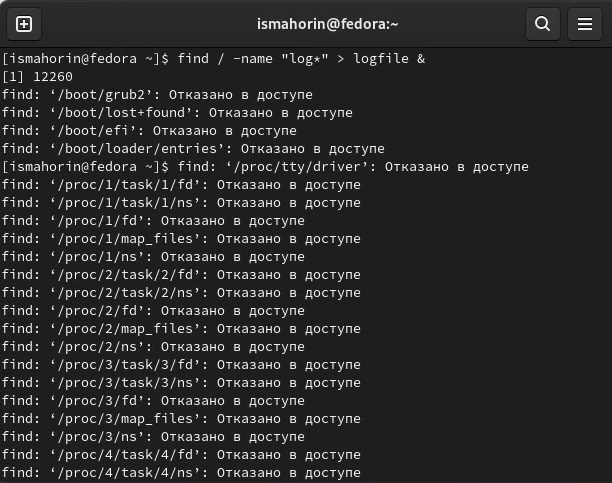 ismahorin@fedora:~
[ismahorin@fedora ~]$ find / -name "log*" > logfile &
[1] 12260
find: ‘/boot/grub2’: Отказано в доступе
find: ‘/boot/lost+found’: Отказано в доступе
find: ‘/boot/efi’: Отказано в доступе
find: ‘/boot/loader/entries’: Отказано в доступе
[ismahorin@fedora ~]$ find: ‘/proc/tty/driver’: Отказано в доступе
find: ‘/proc/1/task/1/fd’: Отказано в доступе
find: ‘/proc/1/task/1/ns’: Отказано в доступе
find: ‘/proc/1/fd’: Отказано в доступе
find: ‘/proc/1/map_files’: Отказано в доступе
find: ‘/proc/1/ns’: Отказано в доступе
find: ‘/proc/2/task/2/fd’: Отказано в доступе
find: ‘/proc/2/task/2/ns’: Отказано в доступе
find: ‘/proc/2/fd’: Отказано в доступе
find: ‘/proc/2/map_files’: Отказано в доступе
find: ‘/proc/2/ns’: Отказано в доступе
find: ‘/proc/3/task/3/fd’: Отказано в доступе
find: ‘/proc/3/task/3/ns’: Отказано в доступе
find: ‘/proc/3/fd’: Отказано в доступе
find: ‘/proc/3/map_files’: Отказано в доступе
find: ‘/proc/3/ns’: Отказано в доступе
find: ‘/proc/4/task/4/fd’: Отказано в доступе
find: ‘/proc/4/task/4/ns’: Отказано в доступе